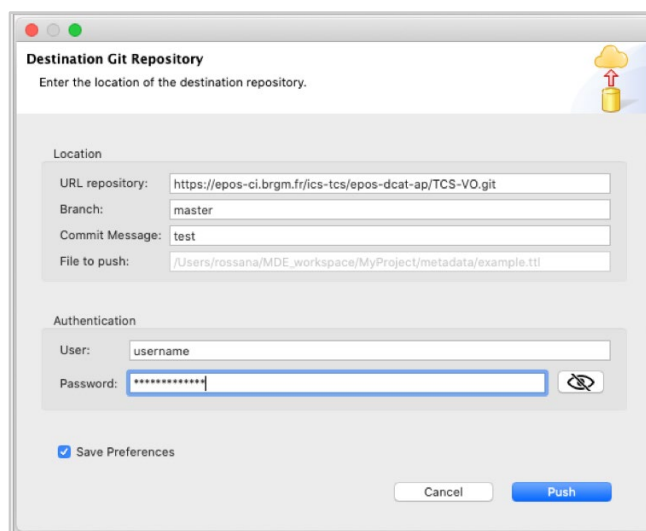 Destination Git Repository
Enter the location of the destination repository.
Location
URL repository: https://epos-ci.brgm.fr/ics-tcs/epos-dcat-ap/TCS-VO.git
Branch: master
Commit Message: test
File to push: /Users/rossana/MDE_workspace/MyProject/metadata/example.ttl
Authentication
User: username
Password: *************
Save Preferences
Cancel Push